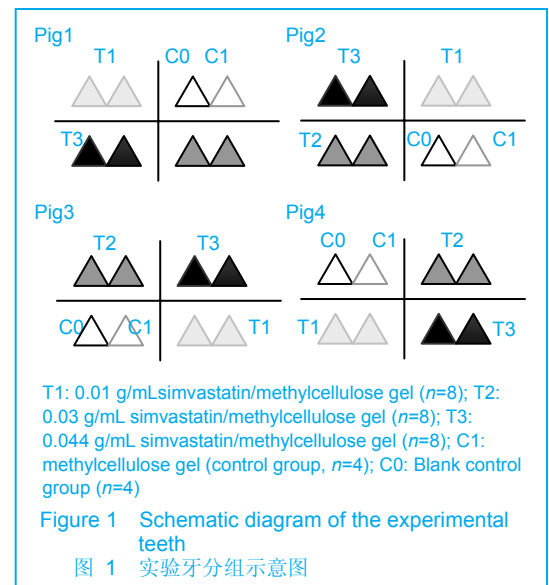 Pig1
T1
C0 C1
T3
Pig2
T3
T1
T2
C0 C1
Pig3
T2
T3
C0 C1
T1
Pig4
C0 C1
T2
T1
T3
T1: 0.01 g/mLsimvastatin/methylcellulose gel (n=8); T2:
0.03 g/mL simvastatin/methylcellulose gel (n=8); T3:
0.044 g/mL simvastatin/methylcellulose gel (n=8); C1:
methylcellulose gel (control group, n=4); C0: Blank control
group (n=4)
Figure 1 Schematic diagram of the experimental
teeth
图 1 实验牙分组示意图